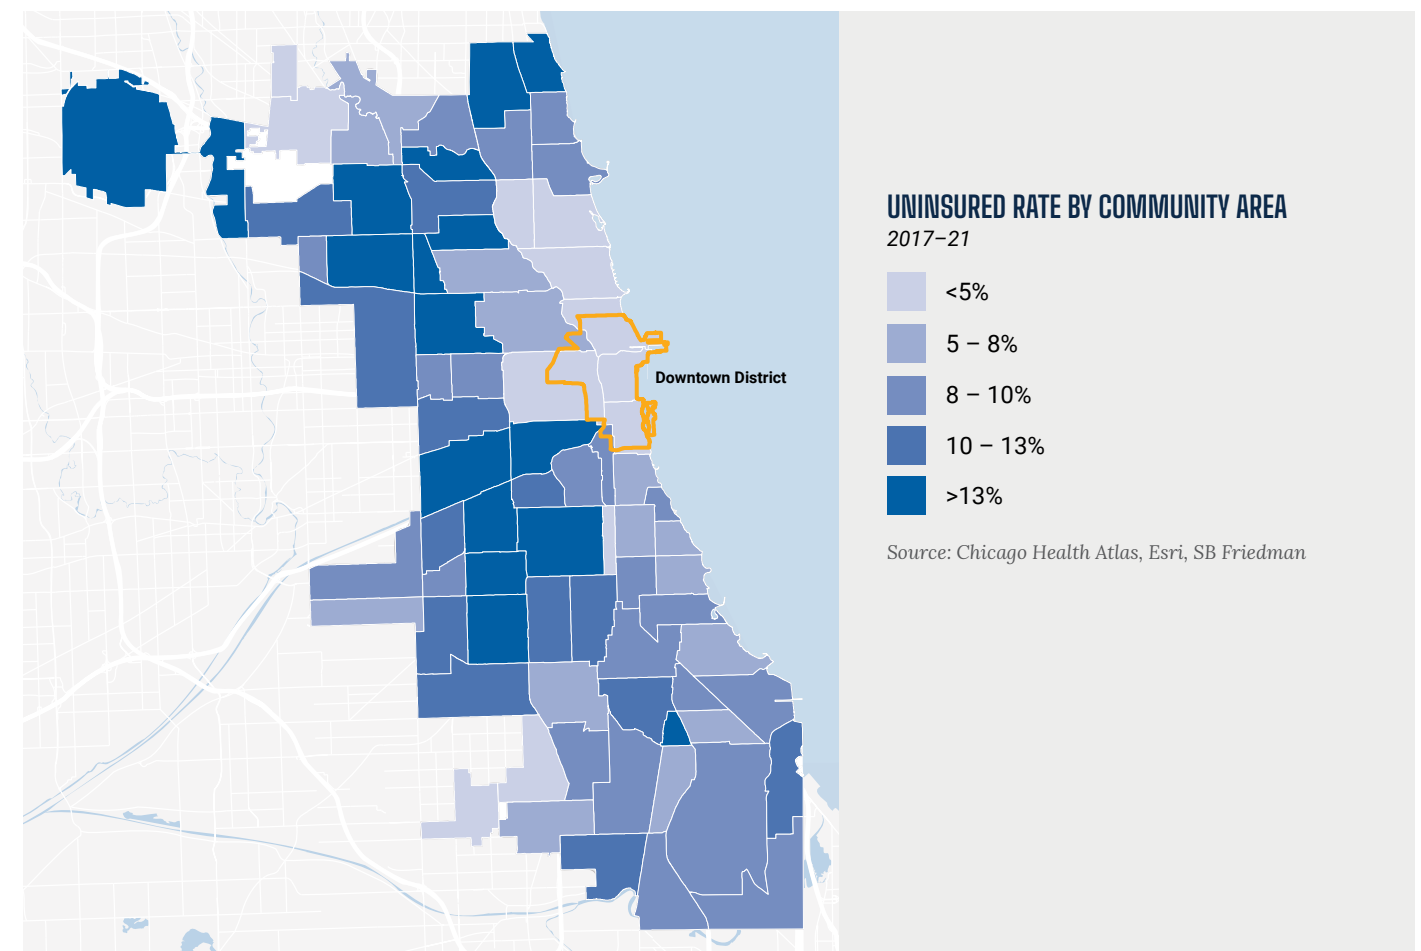 UNINSURED RATE BY COMMUNITY AREA
2017–21
<5%
5 – 8%
8 – 10%
10 – 13%
>13%
Source: Chicago Health Atlas, Esri, SB Friedman
Downtown District